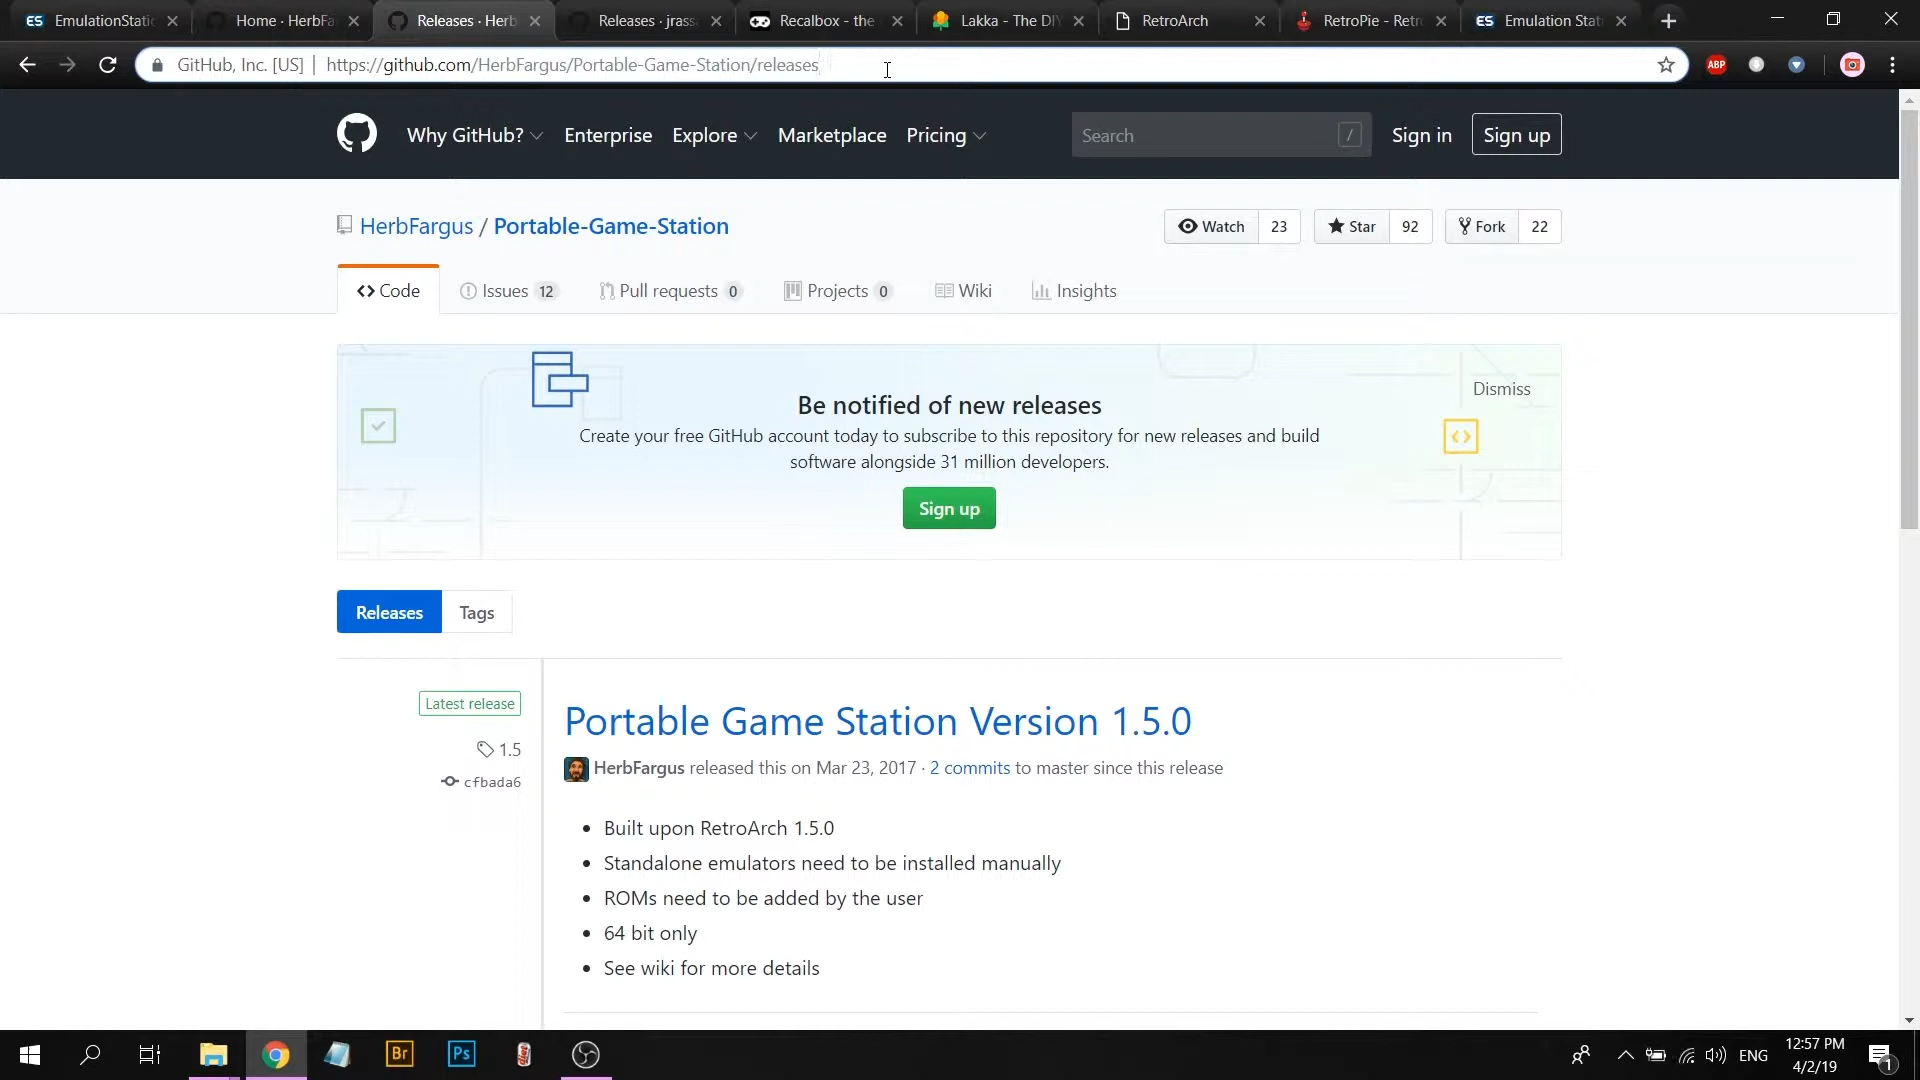 ES EmulationStatic Home · HerbFa Releases · Herb Releases · jrass Recalbox - the Lakka - The DIY RetroArch RetroPie - Retr ES Emulation Stat
GitHub, Inc. [US] | https://github.com/HerbFargus/Portable-Game-Station/releases ABP
Why GitHub? Enterprise Explore Marketplace Pricing Search / Sign in Sign up
HerbFargus / Portable-Game-Station Watch 23 Star 92 Fork 22
Code Issues 12 Pull requests 0 Projects 0 Wiki Insights
Dismiss
Be notified of new releases
Create your free GitHub account today to subscribe to this repository for new releases and build
software alongside 31 million developers.
Sign up
Releases Tags
Latest release
Portable Game Station Version 1.5.0
1.5
HerbFargus released this on Mar 23, 2017 · 2 commits to master since this release
cfbada6
• Built upon RetroArch 1.5.0
• Standalone emulators need to be installed manually
• ROMs need to be added by the user
• 64 bit only
• See wiki for more details
Br Ps ENG 12:57 PM
4/2/19 1